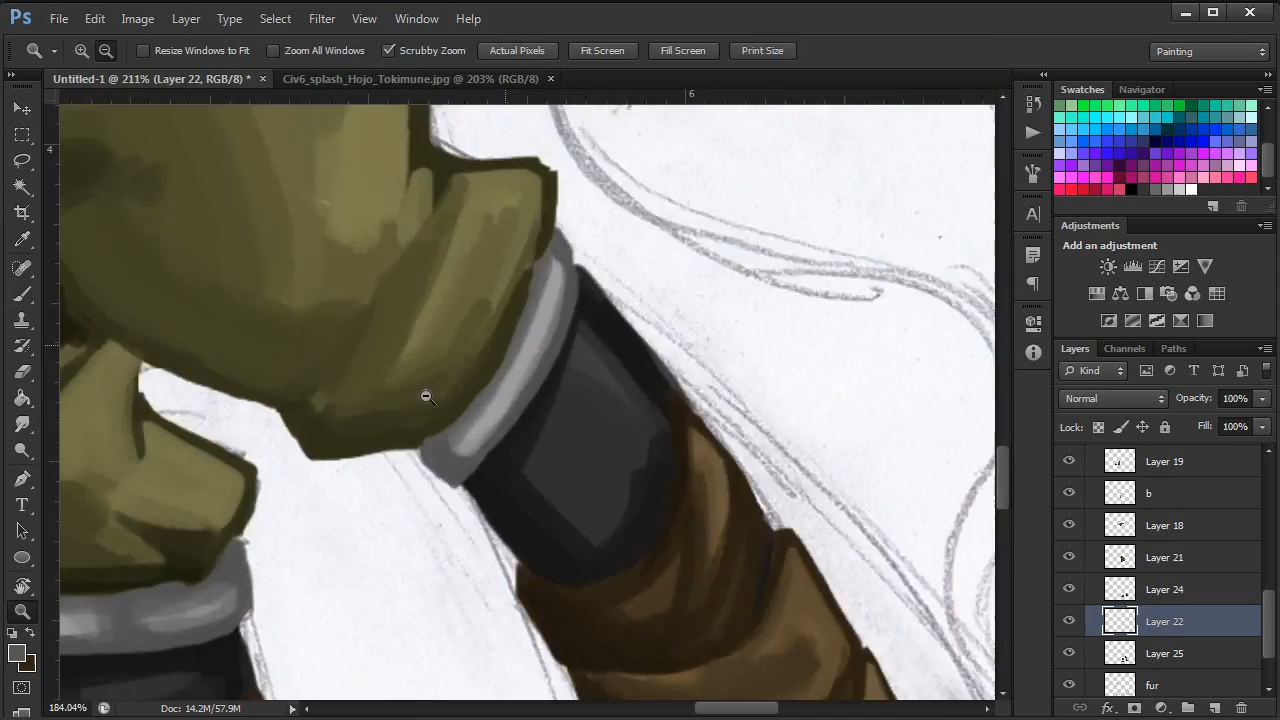 Ps File Edit Image Layer Type Select Filter View Window Help
Resize Windows to Fit Zoom All Windows Scrubby Zoom Actual Pixels Fit Screen Fill Screen Print Size Painting
Untitled-1 @ 211% (Layer 22, RGB/8) * × Civ6_splash_Hojo_Tokimune.jpg @ 203% (RGB/8) ×
6
4
Swatches Navigator
Adjustments
Add an adjustment
Layers Channels Paths
Kind
Normal Opacity: 100%
Lock: Fill: 100%
Layer 19
b
Layer 18
Layer 21
Layer 24
Layer 22
Layer 25
fur
184.04% Doc: 14.2M/57.9M